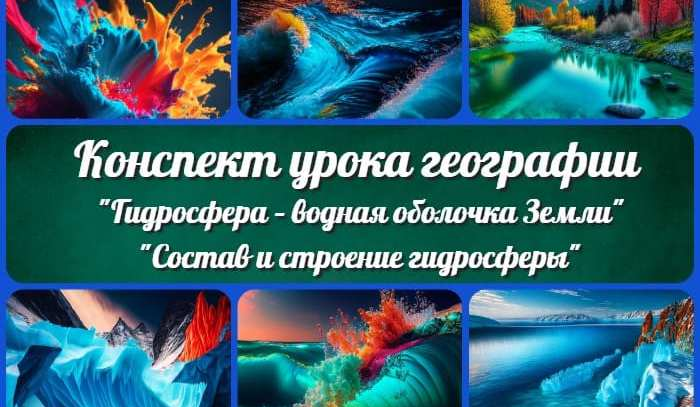 Конспект урока географии
"Гидросфера – водная оболочка Земли"
"Состав и строение гидросферы"